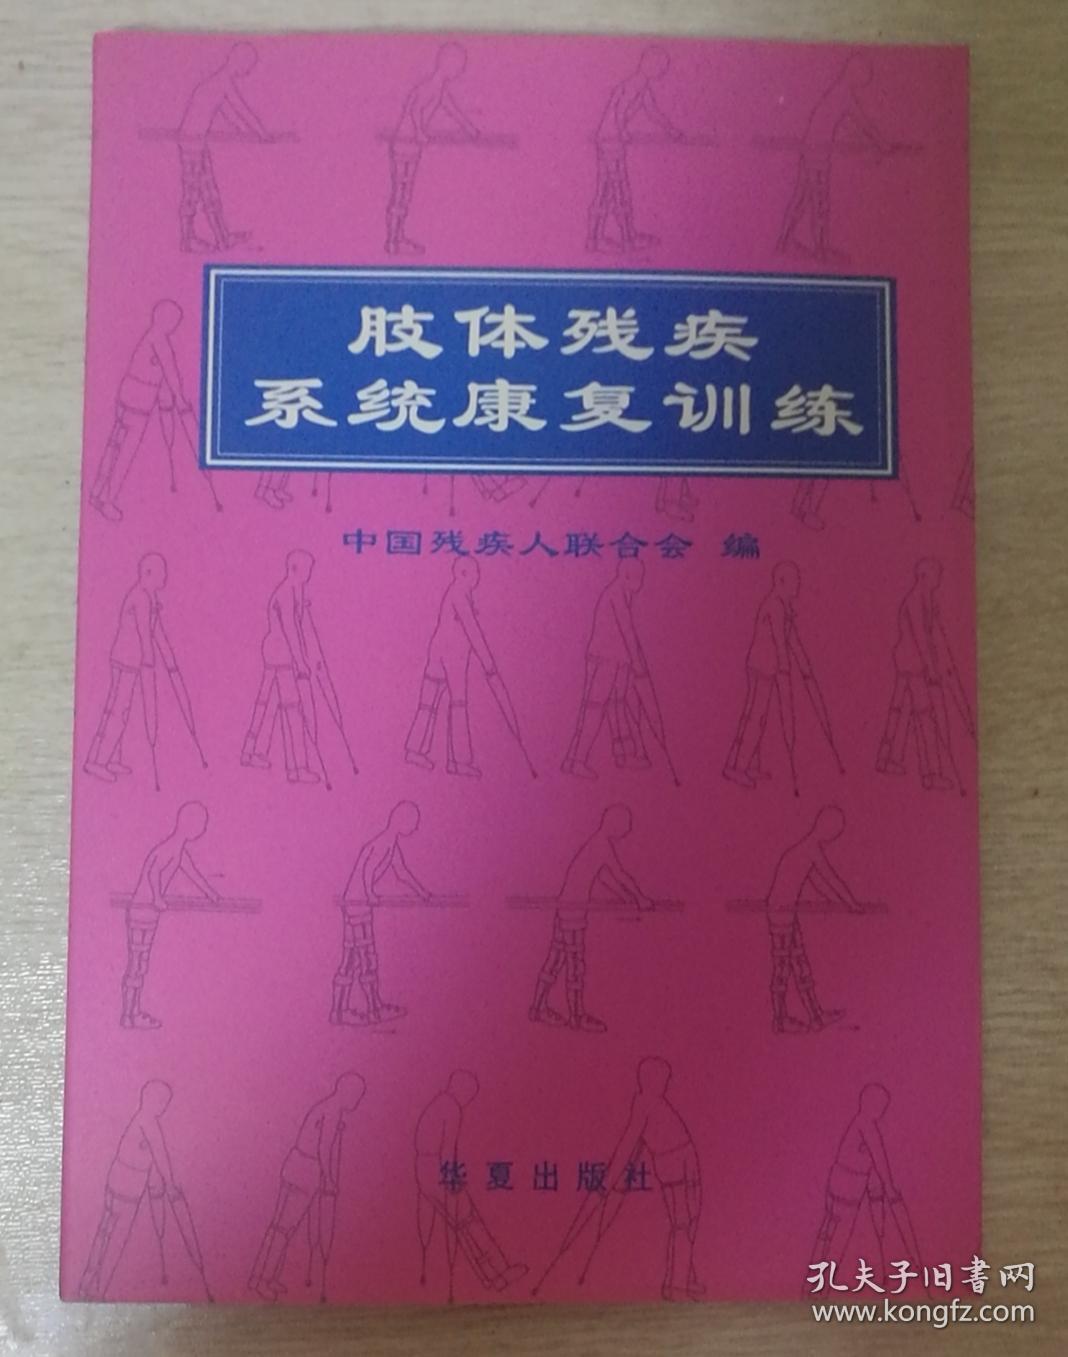 肢体残疾
系统康复训练
中国残疾人联合会 编
华夏出版社
孔夫子旧书网
www.kongfz.com